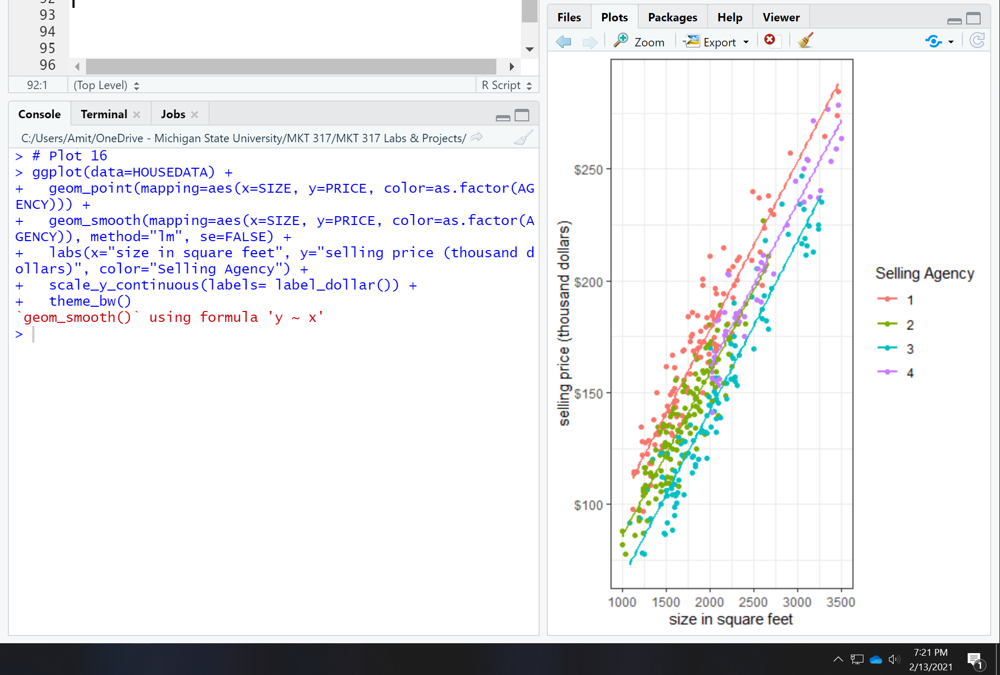 92
93
94
95
96
92:1 (Top Level) R Script
Console Terminal Jobs
C:/Users/Amit/OneDrive - Michigan State University/MKT 317/MKT 317 Labs & Projects/
> # Plot 16
> ggplot(data=HOUSEDATA) +
+   geom_point(mapping=aes(x=SIZE, y=PRICE, color=as.factor(AG
ENCY))) +
+   geom_smooth(mapping=aes(x=SIZE, y=PRICE, color=as.factor(A
GENCY)), method="lm", se=FALSE) +
+   labs(x="size in square feet", y="selling price (thousand d
ollars)", color="Selling Agency") +
+   scale_y_continuous(labels= label_dollar()) +
+   theme_bw()
`geom_smooth()` using formula 'y ~ x'
>
Files Plots Packages Help Viewer
Zoom Export
selling price (thousand dollars)
$250
$200
$150
$100
1000 1500 2000 2500 3000 3500
size in square feet
Selling Agency
1
2
3
4
7:21 PM
2/13/2021
1